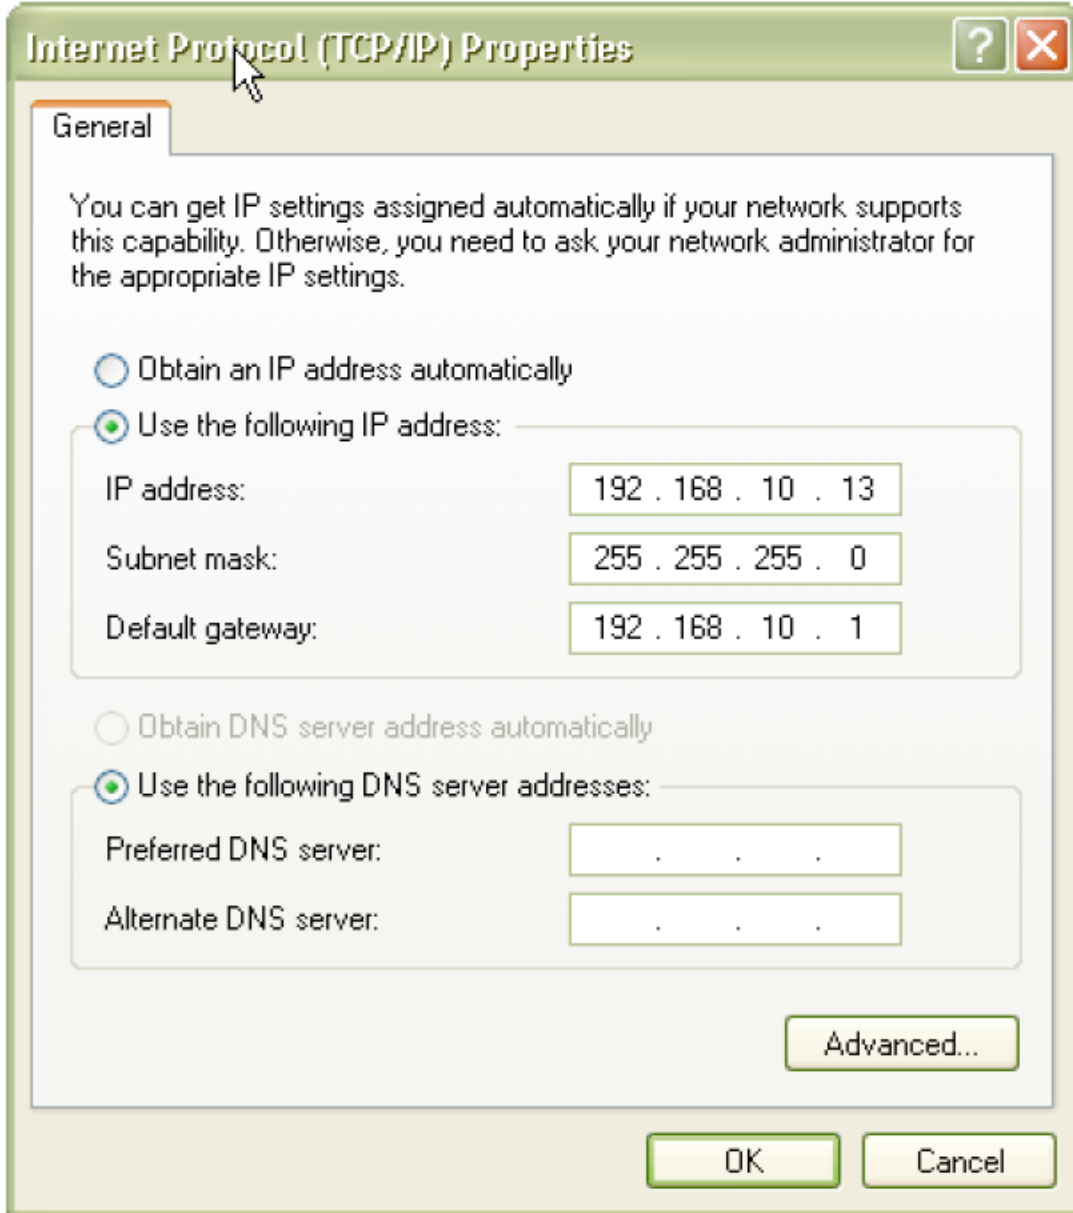 Internet Protocol (TCP/IP) Properties
General
You can get IP settings assigned automatically if your network supports
this capability. Otherwise, you need to ask your network administrator for
the appropriate IP settings.
Obtain an IP address automatically
Use the following IP address:
IP address: 192 . 168 . 10 . 13
Subnet mask: 255 . 255 . 255 . 0
Default gateway: 192 . 168 . 10 . 1
Obtain DNS server address automatically
Use the following DNS server addresses:
Preferred DNS server: . . .
Alternate DNS server: . . .
Advanced...
OK Cancel